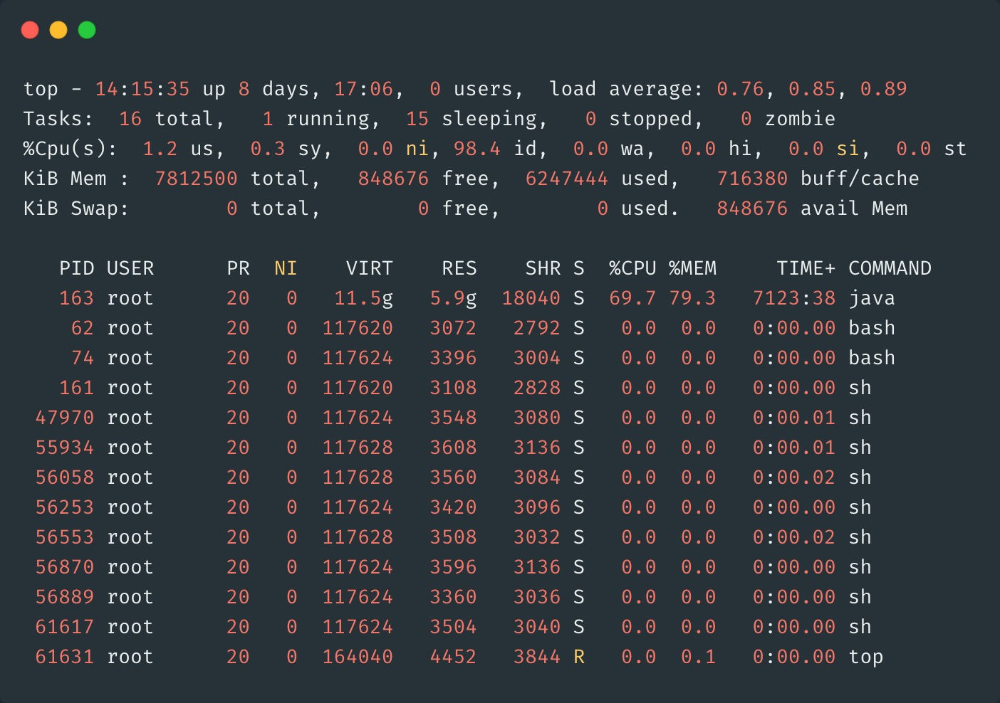 top - 14:15:35 up 8 days, 17:06,  0 users,  load average: 0.76, 0.85, 0.89
Tasks:  16 total,   1 running,  15 sleeping,   0 stopped,   0 zombie
%Cpu(s):  1.2 us,  0.3 sy,  0.0 ni, 98.4 id,  0.0 wa,  0.0 hi,  0.0 si,  0.0 st
KiB Mem :  7812500 total,   848676 free,  6247444 used,   716380 buff/cache
KiB Swap:        0 total,        0 free,        0 used.   848676 avail Mem

   PID USER      PR  NI    VIRT    RES    SHR S  %CPU %MEM     TIME+ COMMAND
   163 root      20   0   11.5g   5.9g  18040 S  69.7 79.3   7123:38 java
    62 root      20   0  117620   3072   2792 S   0.0  0.0   0:00.00 bash
    74 root      20   0  117624   3396   3004 S   0.0  0.0   0:00.00 bash
   161 root      20   0  117620   3108   2828 S   0.0  0.0   0:00.00 sh
 47970 root      20   0  117624   3548   3080 S   0.0  0.0   0:00.01 sh
 55934 root      20   0  117628   3608   3136 S   0.0  0.0   0:00.01 sh
 56058 root      20   0  117628   3560   3084 S   0.0  0.0   0:00.02 sh
 56253 root      20   0  117624   3420   3096 S   0.0  0.0   0:00.00 sh
 56553 root      20   0  117628   3508   3032 S   0.0  0.0   0:00.02 sh
 56870 root      20   0  117624   3596   3136 S   0.0  0.0   0:00.00 sh
 56889 root      20   0  117624   3360   3036 S   0.0  0.0   0:00.00 sh
 61617 root      20   0  117624   3504   3040 S   0.0  0.0   0:00.00 sh
 61631 root      20   0  164040   4452   3844 R   0.0  0.1   0:00.00 top